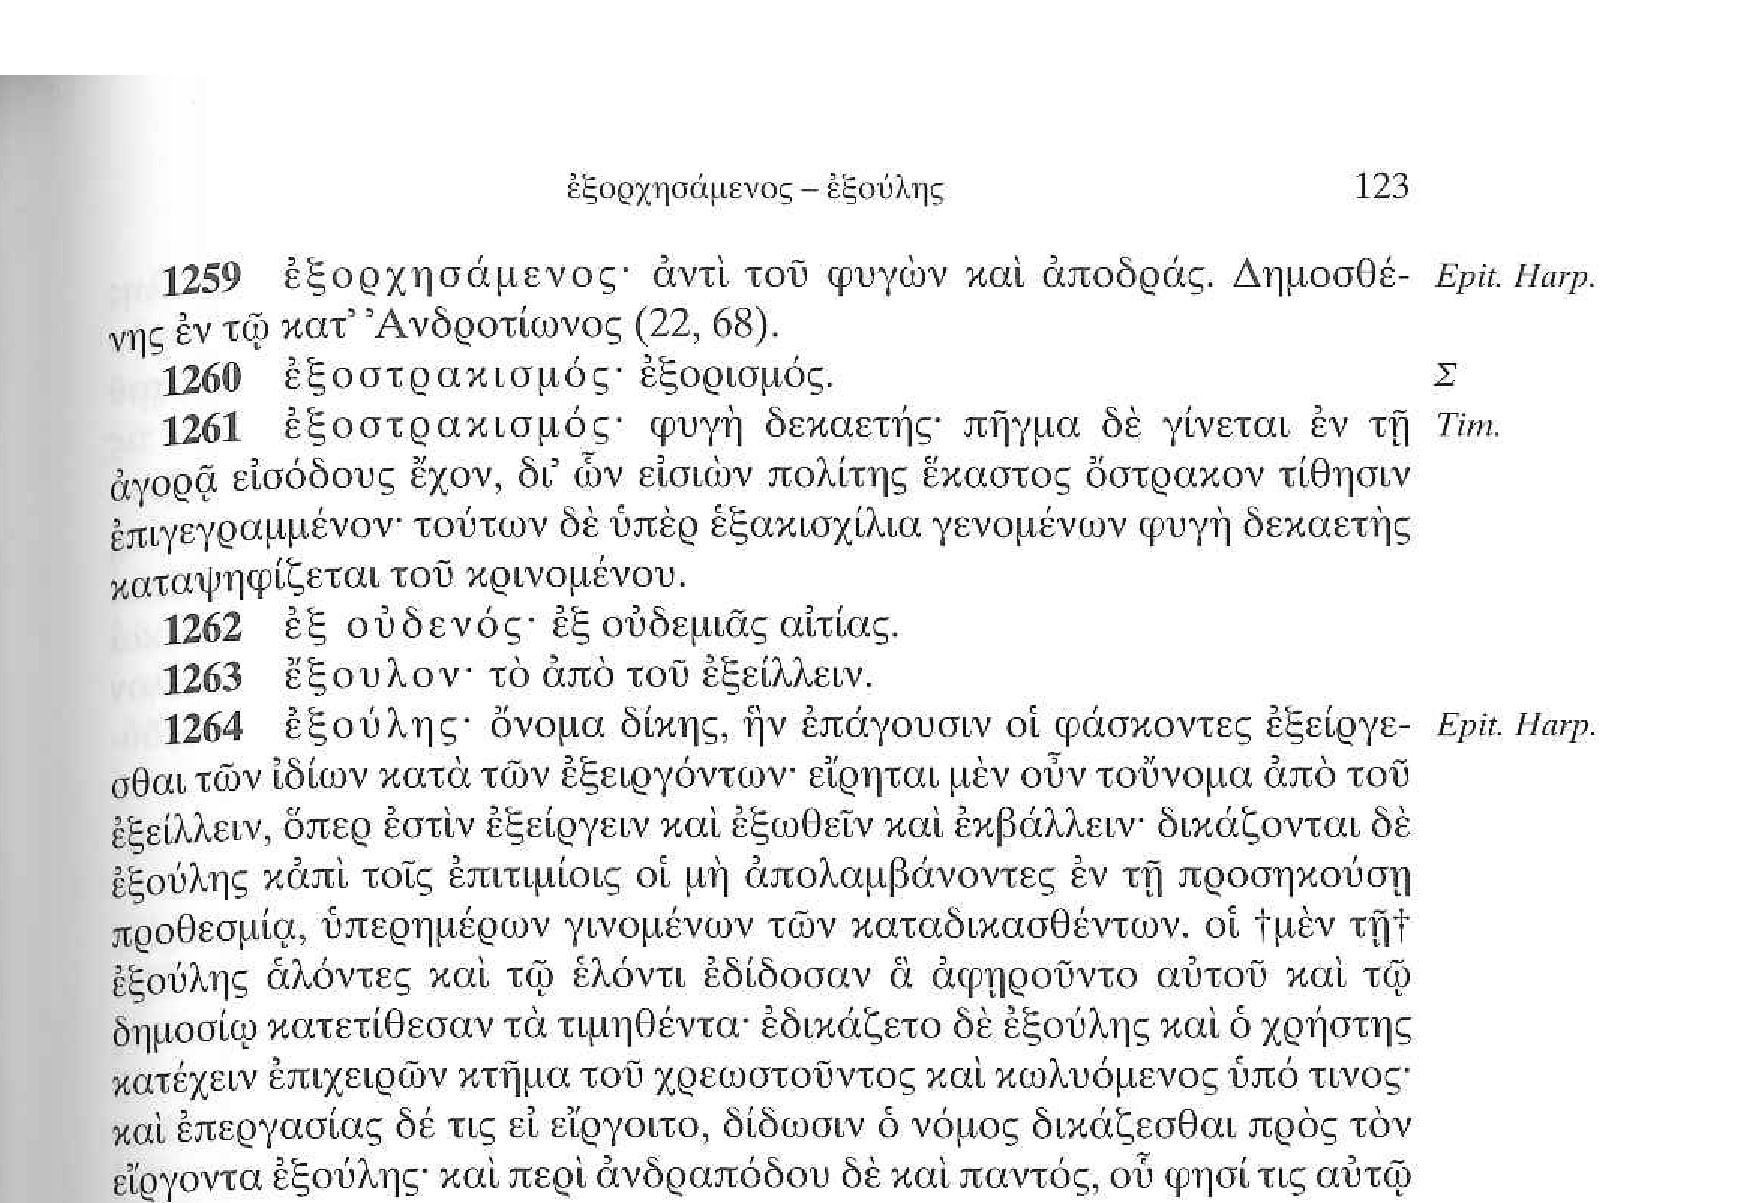 ἐξορχησάμενος – ἐξούλης 123
1259 ἐξορχησάμενος· ἀντὶ τοῦ φυγὼν καὶ ἀποδράς. Δημοσθέ- Epit. Harp.
νης ἐν τῷ κατ’ Ἀνδροτίωνος (22, 68).
1260 ἐξοστρακισμός· ἐξορισμός. Σ
1261 ἐξοστρακισμός· φυγὴ δεκαετής· πῆγμα δὲ γίνεται ἐν τῇ Tim.
ἀγορᾷ εἰσόδους ἔχον, δι’ ὧν εἰσιὼν πολίτης ἕκαστος ὄστρακον τίθησιν
ἐπιγεγραμμένον· τούτων δὲ ὑπὲρ ἑξακισχίλια γενομένων φυγὴ δεκαετὴς
καταψηφίζεται τοῦ κρινομένου.
1262 ἐξ οὐδενός· ἐξ οὐδεμιᾶς αἰτίας.
1263 ἔξουλον· τὸ ἀπὸ τοῦ ἐξείλλειν.
1264 ἐξούλης· ὄνομα δίκης, ἣν ἐπάγουσιν οἱ φάσκοντες ἐξείργε- Epit. Harp.
σθαι τῶν ἰδίων κατὰ τῶν ἐξειργόντων· εἴρηται μὲν οὖν τοὔνομα ἀπὸ τοῦ
ἐξείλλειν, ὅπερ ἐστὶν ἐξείργειν καὶ ἐξωθεῖν καὶ ἐκβάλλειν· δικάζονται δὲ
ἐξούλης κἀπὶ τοῖς ἐπιτιμίοις οἱ μὴ ἀπολαμβάνοντες ἐν τῇ προσηκούσῃ
προθεσμίᾳ, ὑπερημέρων γινομένων τῶν καταδικασθέντων. οἱ †μὲν τῇ†
ἐξούλης ἁλόντες καὶ τῷ ἑλόντι ἐδίδοσαν ἃ ἀφῃροῦντο αὐτοῦ καὶ τῷ
δημοσίῳ κατετίθεσαν τὰ τιμηθέντα· ἐδικάζετο δὲ ἐξούλης καὶ ὁ χρήστης
κατέχειν ἐπιχειρῶν κτῆμα τοῦ χρεωστοῦντος καὶ κωλυόμενος ὑπό τινος·
καὶ ἐπεργασίας δέ τις εἰ εἴργοιτο, δίδωσιν ὁ νόμος δικάζεσθαι πρὸς τὸν
εἴργοντα ἐξούλης· καὶ περὶ ἀνδραπόδου δὲ καὶ παντός, οὗ φησί τις αὐτῷ